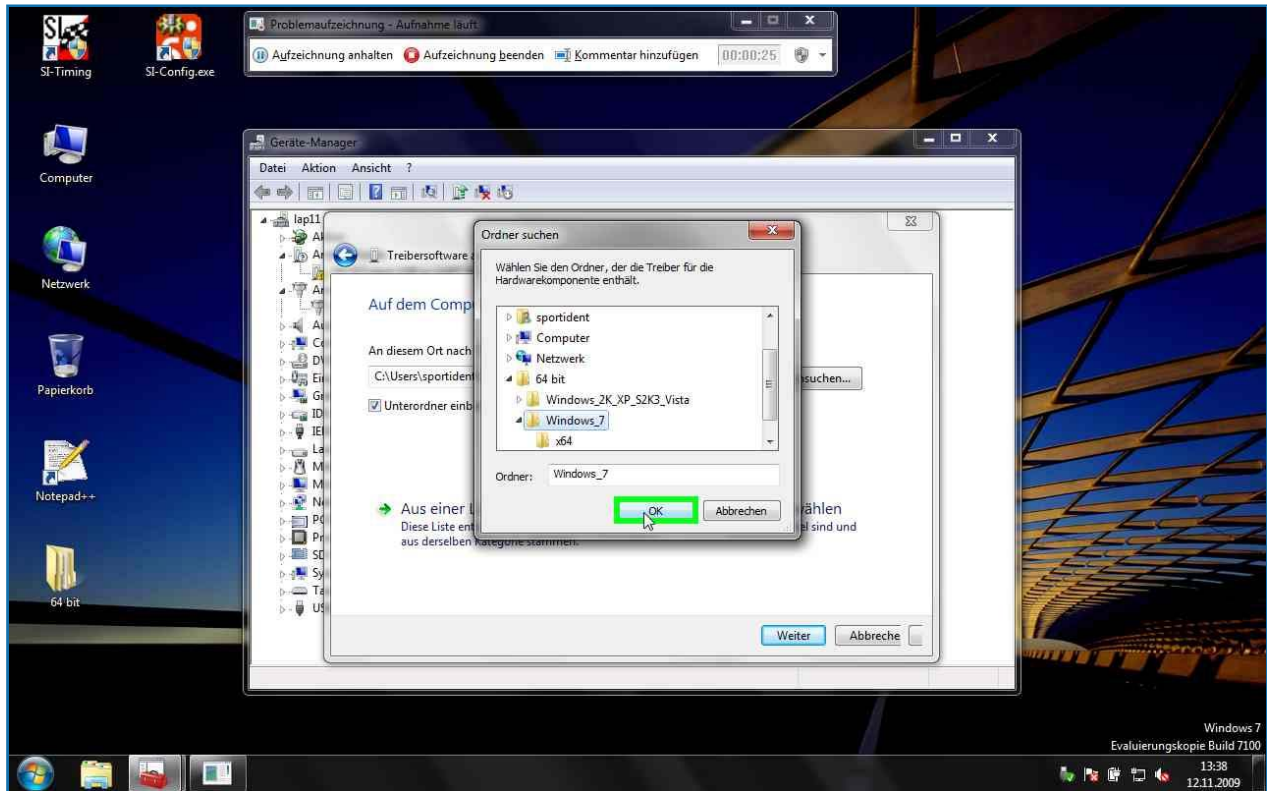 SI-Timing
SI-Config.exe
Computer
Netzwerk
Papierkorb
Notepad++
64 bit
Problemaufzeichnung - Aufnahme läuft
Aufzeichnung anhalten
Aufzeichnung beenden
Kommentar hinzufügen
00:00:25
Geräte-Manager
Datei Aktion Ansicht ?
lap11
Treibersoftware a
Auf dem Comp
An diesem Ort nach
C:\Users\sportident
suchen...
Unterordner einb
Aus einer L
ählen
Diese Liste ent
el sind und
aus derselben Kategorie stammen.
Weiter
Abbreche
Ordner suchen
Wählen Sie den Ordner, der die Treiber für die
Hardwarekomponente enthält.
sportident
Computer
Netzwerk
64 bit
Windows_2K_XP_S2K3_Vista
Windows_7
x64
Ordner: Windows_7
OK
Abbrechen
Windows 7
Evaluierungskopie Build 7100
13:38
12.11.2009